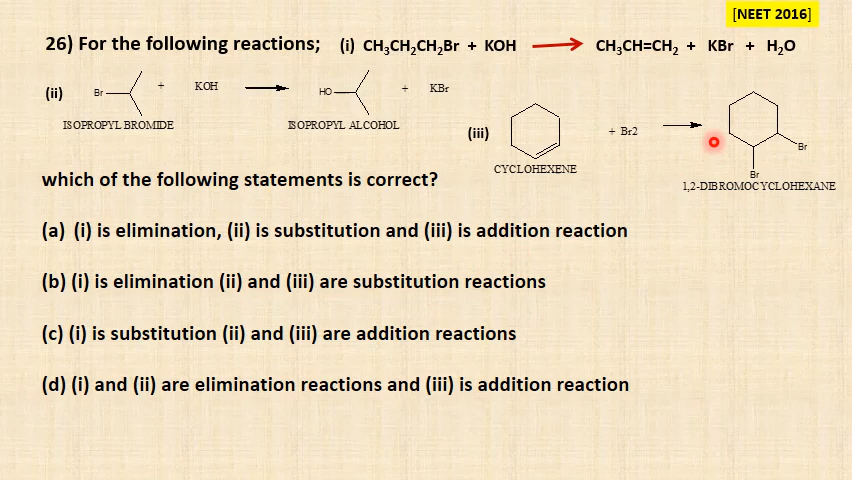 [NEET 2016]
26) For the following reactions; (i) CH₃CH₂CH₂Br + KOH CH₃CH=CH₂ + KBr + H₂O
(ii) Br + KOH HO + KBr
ISOPROPYL BROMIDE ISOPROPYL ALCOHOL
(iii) + Br2 Br
Br
CYCLOHEXENE 1,2-DIBROMOCYCLOHEXANE
which of the following statements is correct?
(a) (i) is elimination, (ii) is substitution and (iii) is addition reaction
(b) (i) is elimination (ii) and (iii) are substitution reactions
(c) (i) is substitution (ii) and (iii) are addition reactions
(d) (i) and (ii) are elimination reactions and (iii) is addition reaction